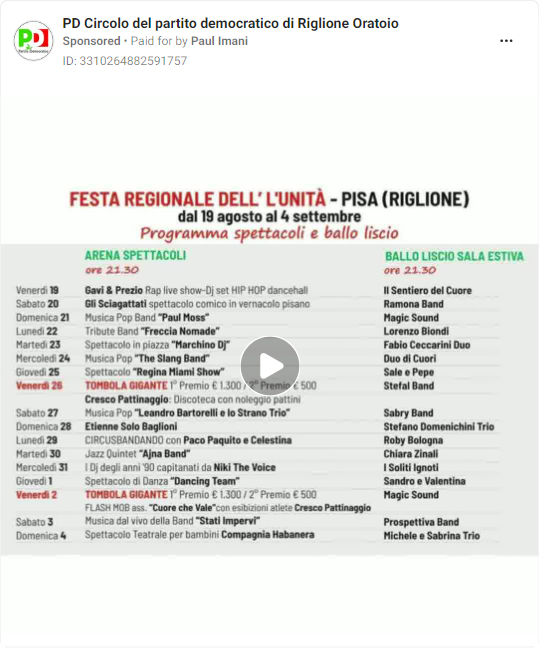 PD Circolo del partito democratico di Riglione Oratoio
Sponsored • Paid for by Paul Imani
ID: 3310264882591757
PD
Partito Democratico
FESTA REGIONALE DELL' L'UNITÀ - PISA (RIGLIONE)
dal 19 agosto al 4 settembre
Programma spettacoli e ballo liscio
ARENA SPETTACOLI BALLO LISCIO SALA ESTIVA
ore 21.30 ore 21.30
Venerdì 19 Gavi & Prezio Rap live show-Dj set HIP HOP dancehall Il Sentiero del Cuore
Sabato 20 Gli Sciagattati spettacolo comico in vernacolo pisano Ramona Band
Domenica 21 Musica Pop Band "Paul Moss" Magic Sound
Lunedì 22 Tribute Band "Freccia Nomade" Lorenzo Biondi
Martedì 23 Spettacolo in piazza "Marchino Dj" Fabio Ceccarini Duo
Mercoledì 24 Musica Pop "The Slang Band" Duo di Cuori
Giovedì 25 Spettacolo "Regina Miami Show" Sale e Pepe
Venerdì 26 TOMBOLA GIGANTE 1° Premio € 1.300 / 2° Premio € 500 Stefal Band
Cresco Pattinaggio: Discoteca con noleggio pattini
Sabato 27 Musica Pop "Leandro Bartorelli e lo Strano Trio" Sabry Band
Domenica 28 Etienne Solo Baglioni Stefano Domenichini Trio
Lunedì 29 CIRCUSBANDANDO con Paco Paquito e Celestina Roby Bologna
Martedì 30 Jazz Quintet "Ajna Band" Chiara Zinali
Mercoledì 31 I Dj degli anni '90 capitanati da Niki The Voice I Soliti Ignoti
Giovedì 1 Spettacolo di Danza "Dancing Team" Sandro e Valentina
Venerdì 2 TOMBOLA GIGANTE 1° Premio € 1.300 / 2° Premio € 500 Magic Sound
FLASH MOB ass. "Cuore che Vale"con esibizioni atlete Cresco Pattinaggio
Sabato 3 Musica dal vivo della Band "Stati Impervi" Prospettiva Band
Domenica 4 Spettacolo Teatrale per bambini Compagnia Habanera Michele e Sabrina Trio